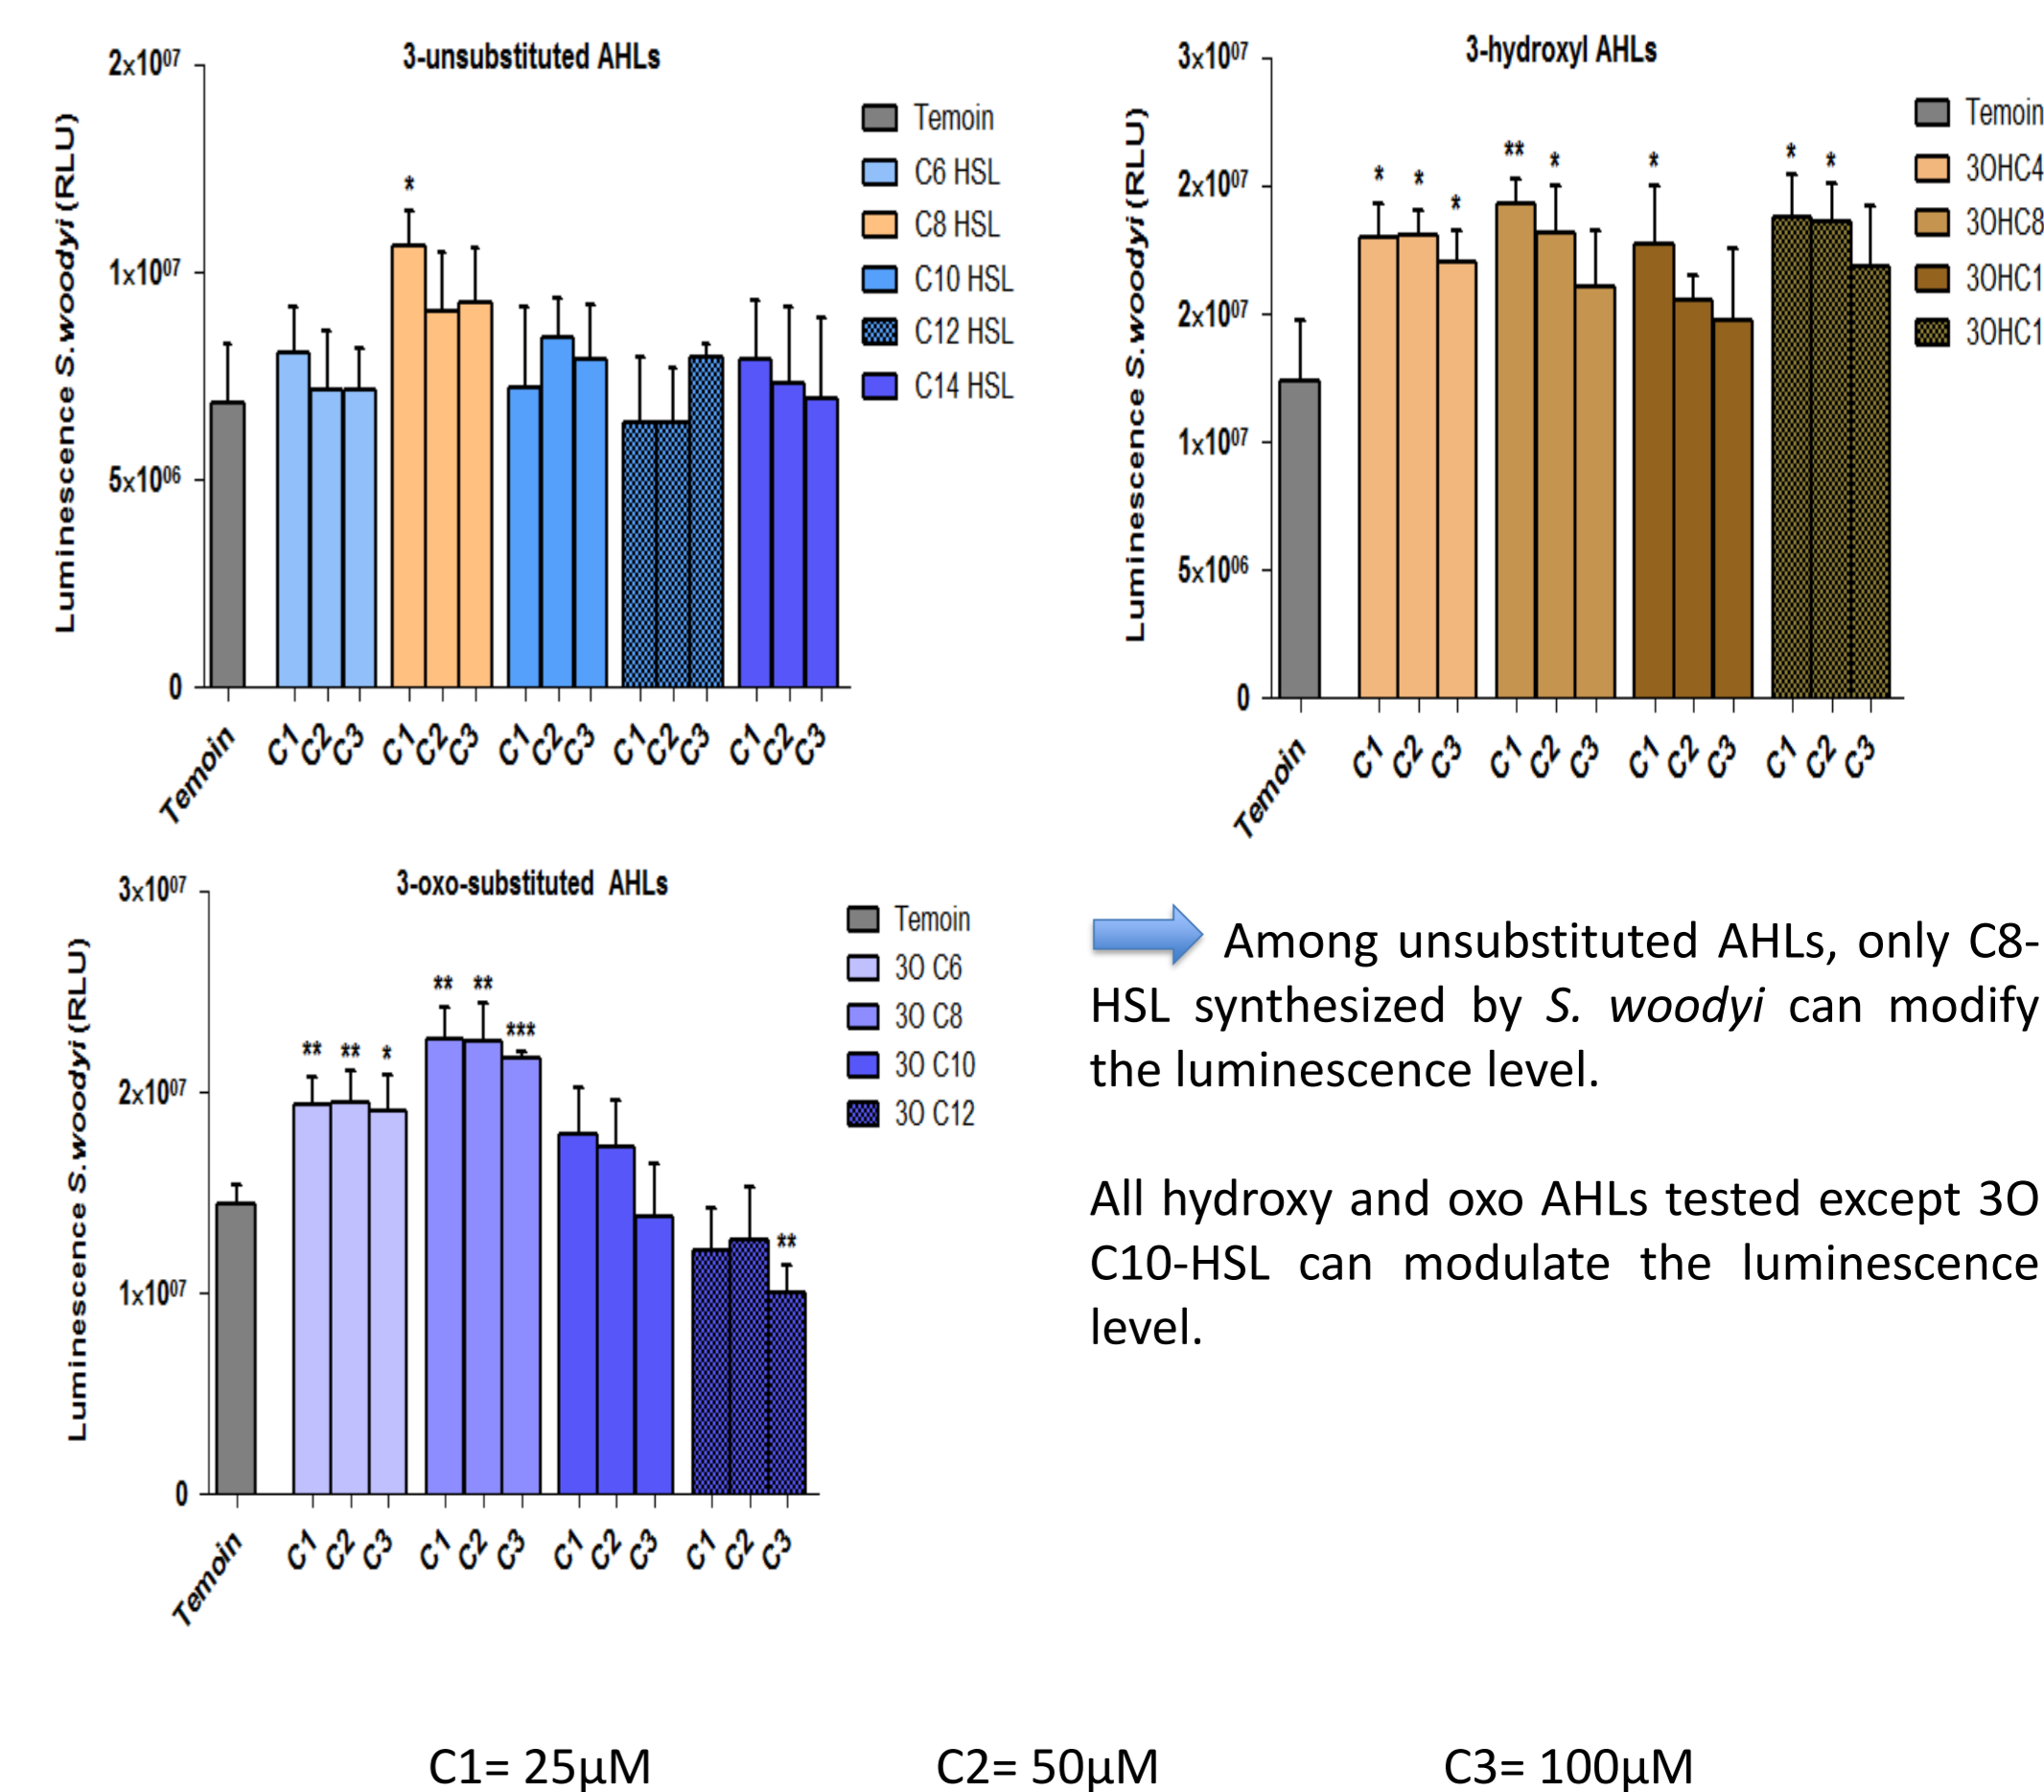 3-unsubstituted AHLs
Luminescence S.woodyi (RLU)
2x10⁰⁷
1x10⁰⁷
5x10⁰⁶
0
Temoin
C1 C2 C3 C1 C2 C3 C1 C2 C3 C1 C2 C3 C1 C2 C3
*
Temoin
C6 HSL
C8 HSL
C10 HSL
C12 HSL
C14 HSL
3-hydroxyl AHLs
Luminescence S.woodyi (RLU)
3x10⁰⁷
2x10⁰⁷
2x10⁰⁷
1x10⁰⁷
5x10⁰⁶
0
* * * ** * * * *
Temoin
C1 C2 C3 C1 C2 C3 C1 C2 C3 C1 C2 C3
Temoin
3OHC4
3OHC8
3OHC1
3OHC1
3-oxo-substituted AHLs
Luminescence S.woodyi (RLU)
3x10⁰⁷
2x10⁰⁷
1x10⁰⁷
0
** ** * ** ** *** **
Temoin
C1 C2 C3 C1 C2 C3 C1 C2 C3 C1 C2 C3
Temoin
3O C6
3O C8
3O C10
3O C12
Among unsubstituted AHLs, only C8-
HSL synthesized by S. woodyi can modify
the luminescence level.
All hydroxy and oxo AHLs tested except 3O
C10-HSL can modulate the luminescence
level.
C1= 25µM C2= 50µM C3= 100µM